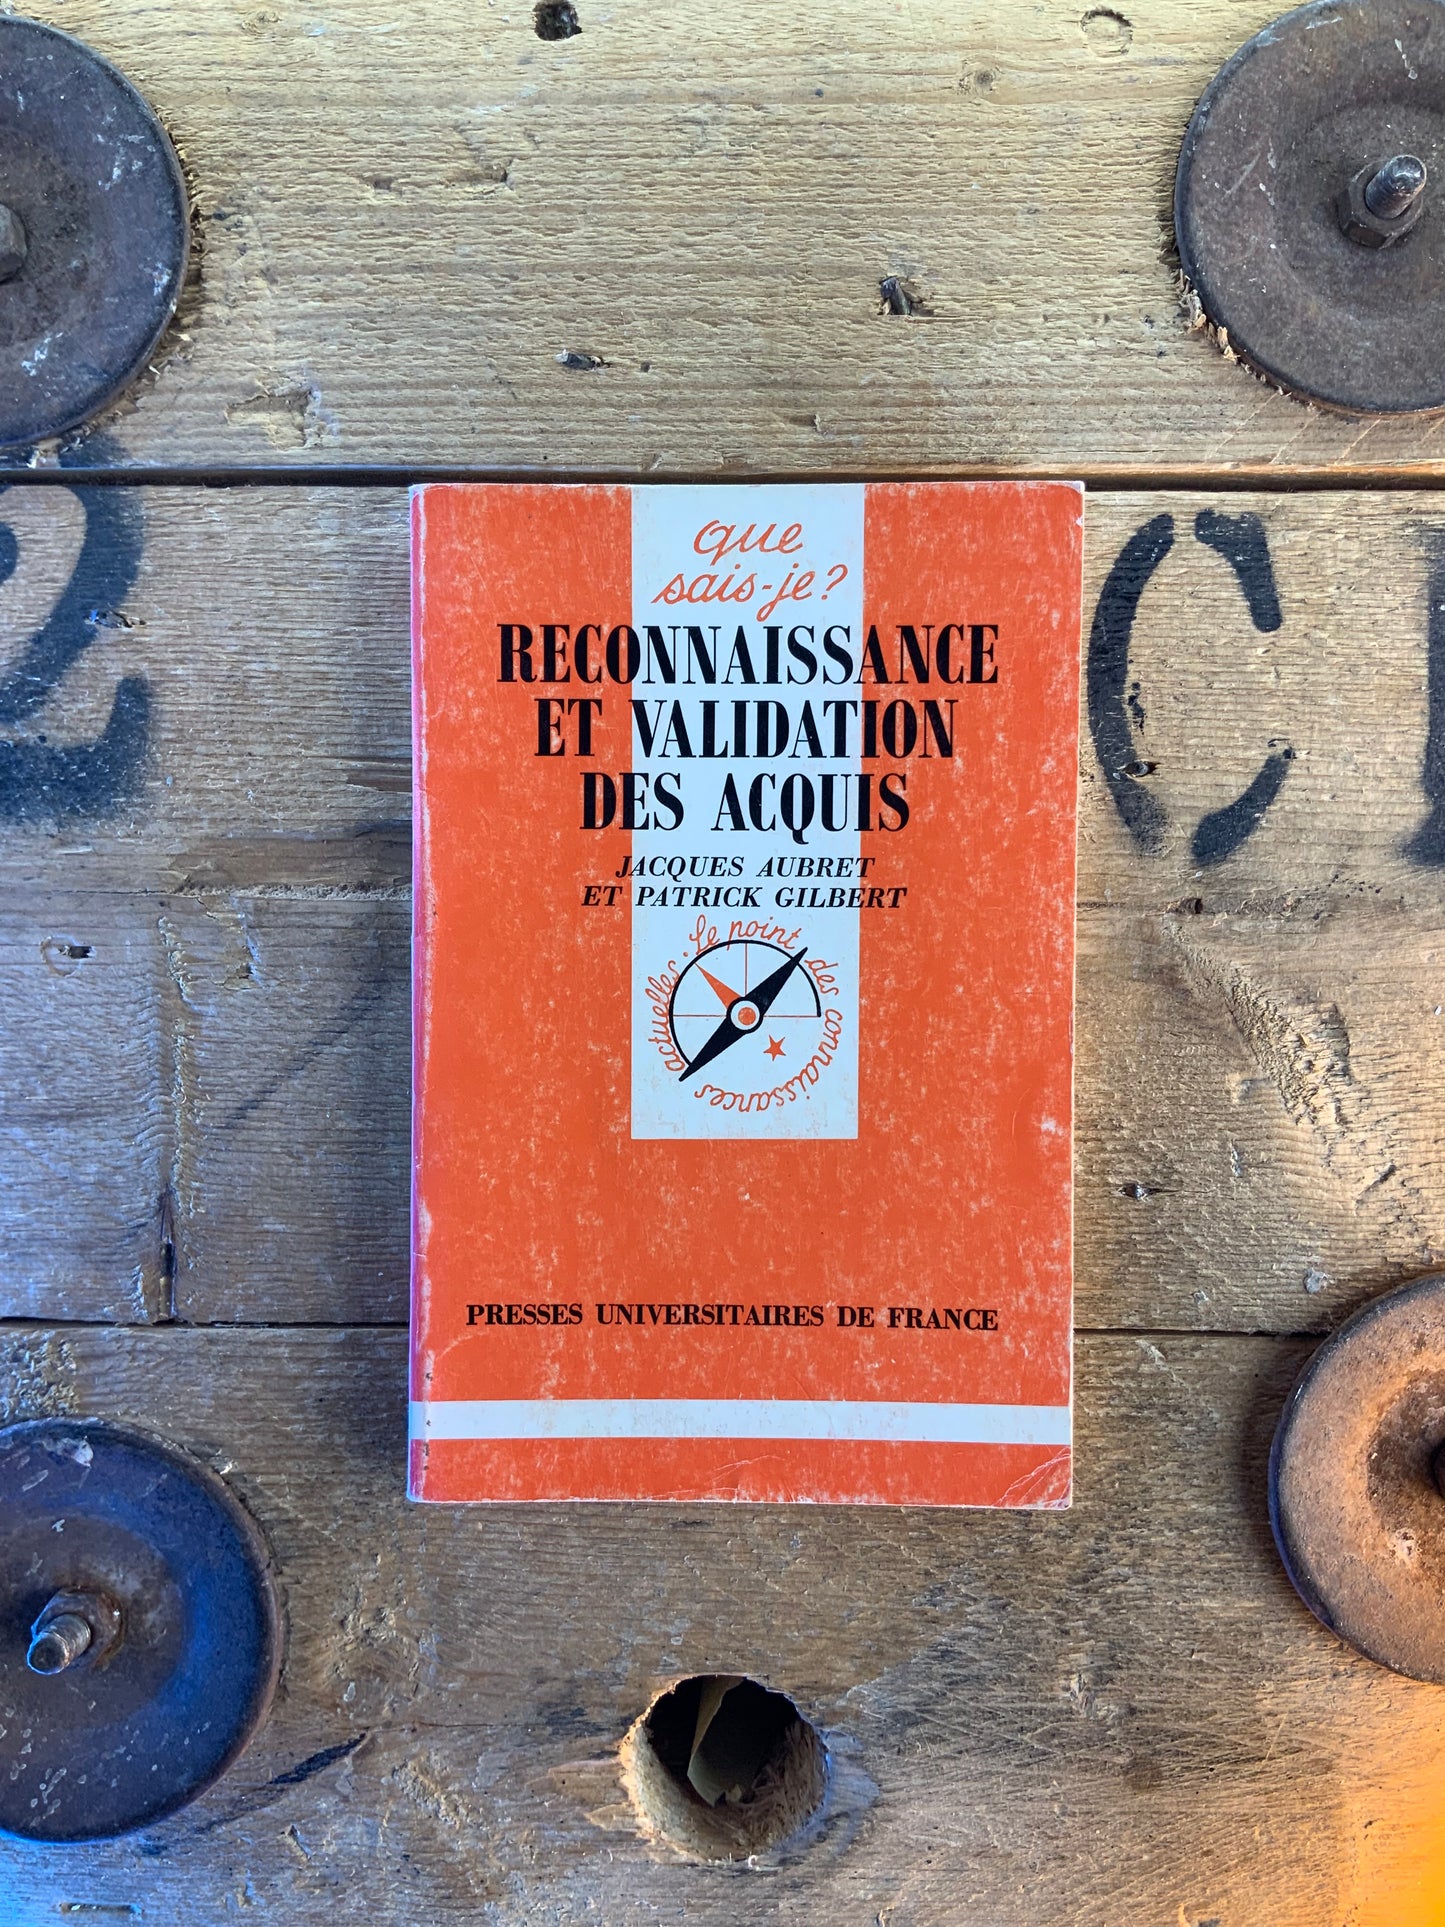 que
sais-je?
RECONNAISSANCE
ET VALIDATION
DES ACQUIS
JACQUES AUBRET
ET PATRICK GILBERT
Le point des connaissances actuelles.
PRESSES UNIVERSITAIRES DE FRANCE
2
C